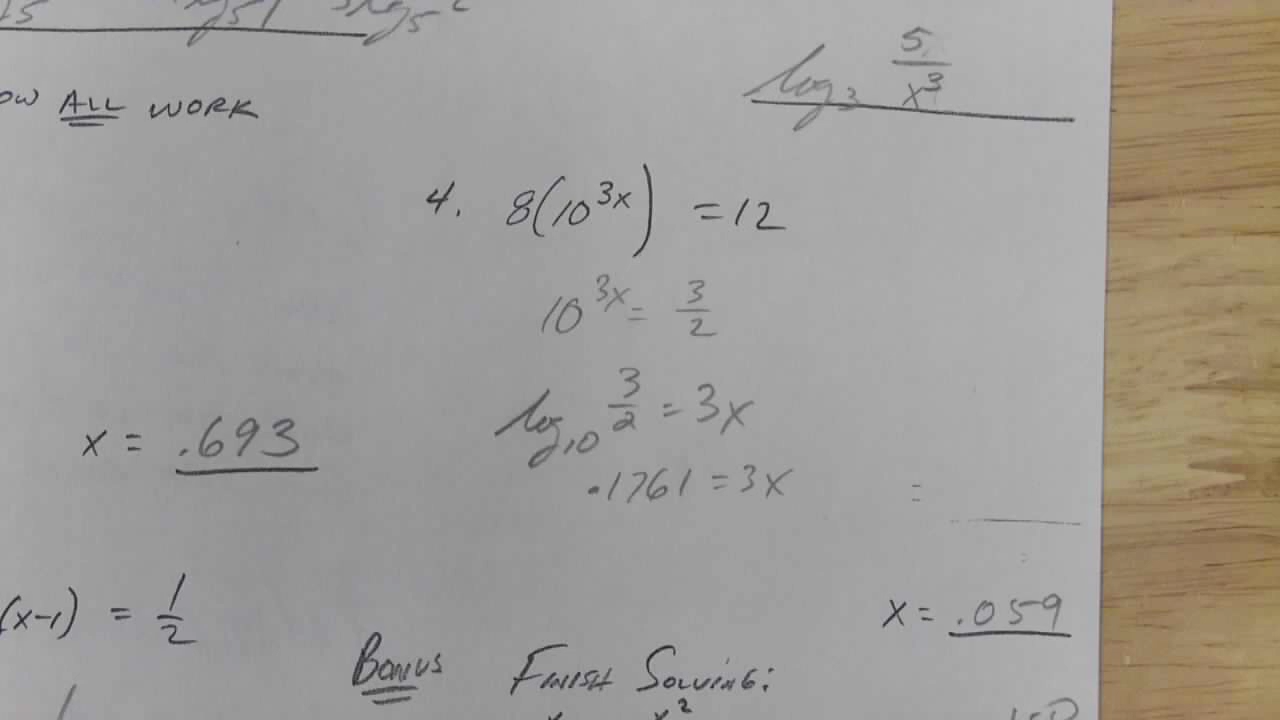 log₃ 5/x³
ow ALL WORK
4. 8(10^3x) = 12
10^3x = 3/2
log₁₀ 3/2 = 3x
x = .693
.1761 = 3x
=
(x-1) = 1/2
x = .059
Bonus Finish Solving: